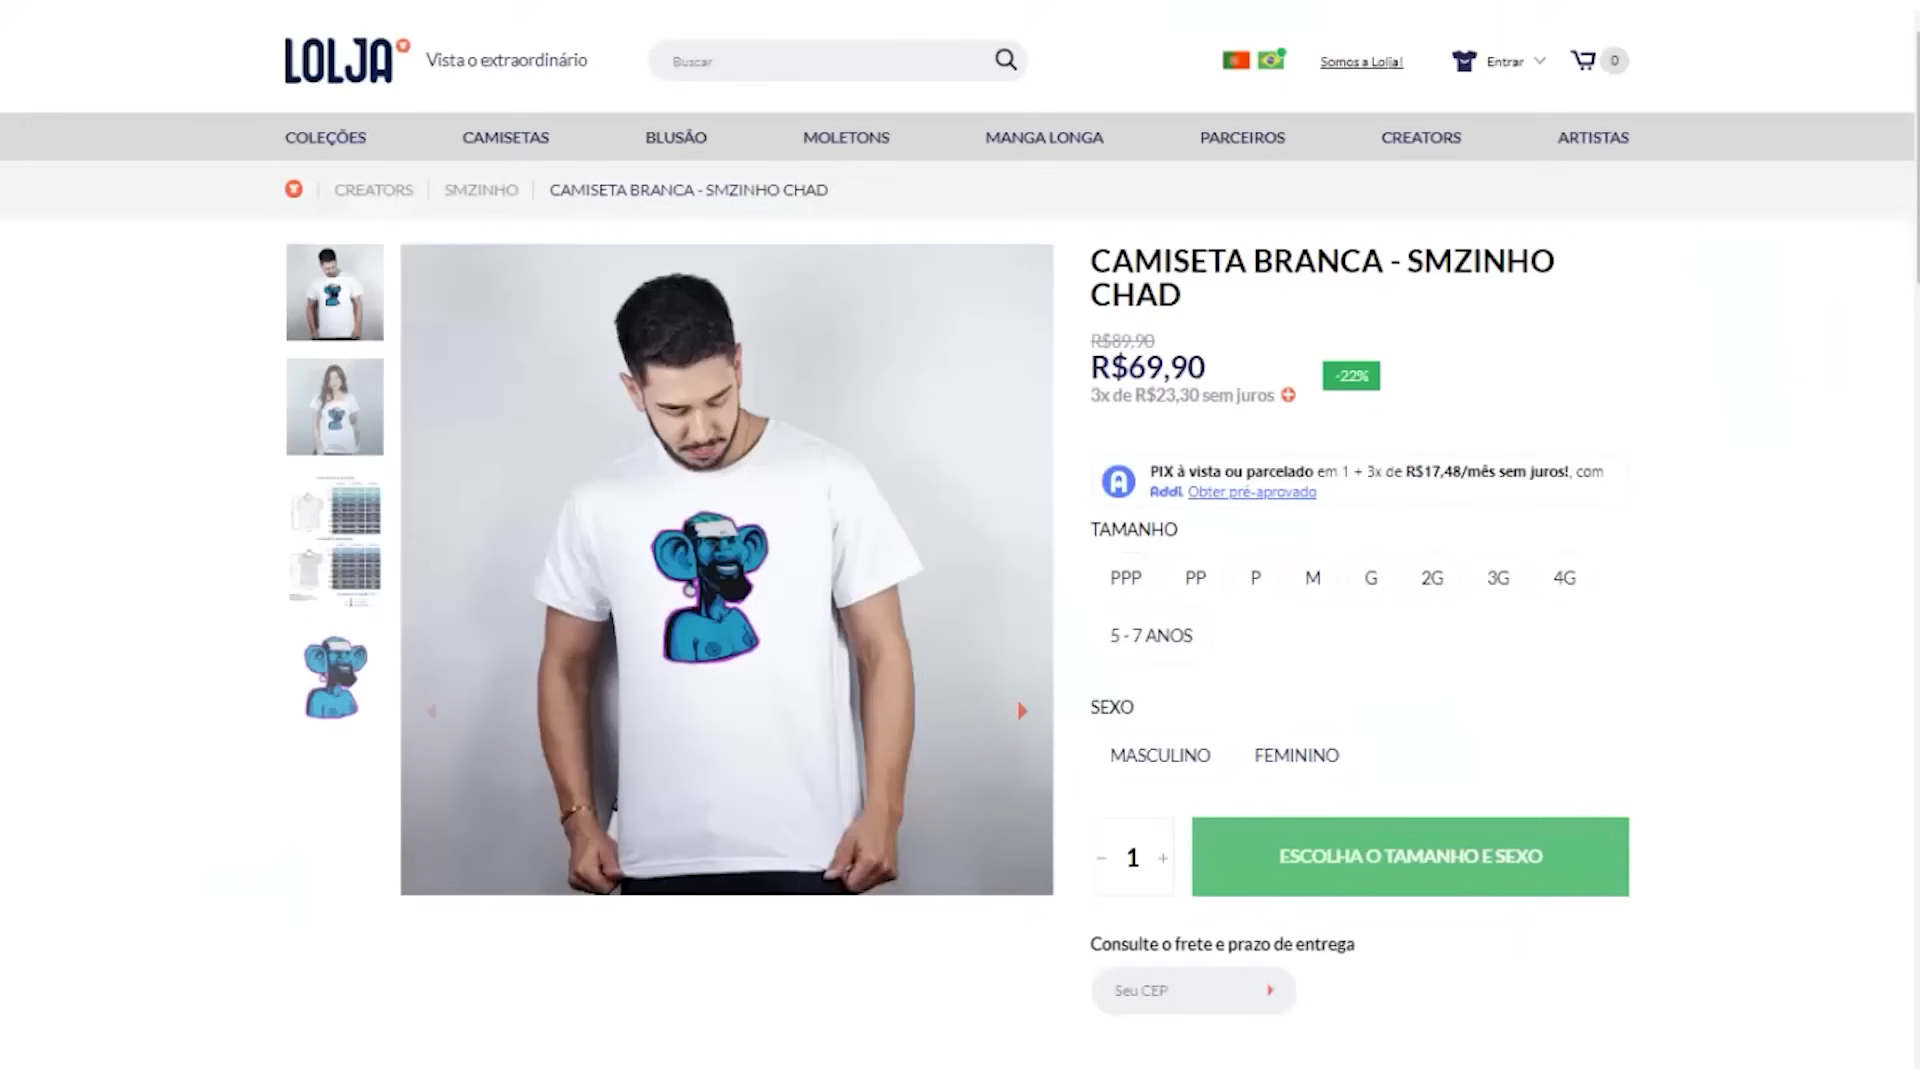 LOLJA
Vista o extraordinário
Buscar
Somos a Lolja!
Entrar
0
COLEÇÕES
CAMISETAS
BLUSÃO
MOLETONS
MANGA LONGA
PARCEIROS
CREATORS
ARTISTAS
CREATORS
SMZINHO
CAMISETA BRANCA - SMZINHO CHAD
CAMISETA BRANCA - SMZINHO
CHAD
R$89,90
R$69,90
-22%
3x de R$23,30 sem juros
PIX à vista ou parcelado em 1 + 3x de R$17,48/mês sem juros!, com
Addi. Obter pré-aprovado
TAMANHO
PPP
PP
P
M
G
2G
3G
4G
5 - 7 ANOS
SEXO
MASCULINO
FEMININO
− 1 +
ESCOLHA O TAMANHO E SEXO
Consulte o frete e prazo de entrega
Seu CEP